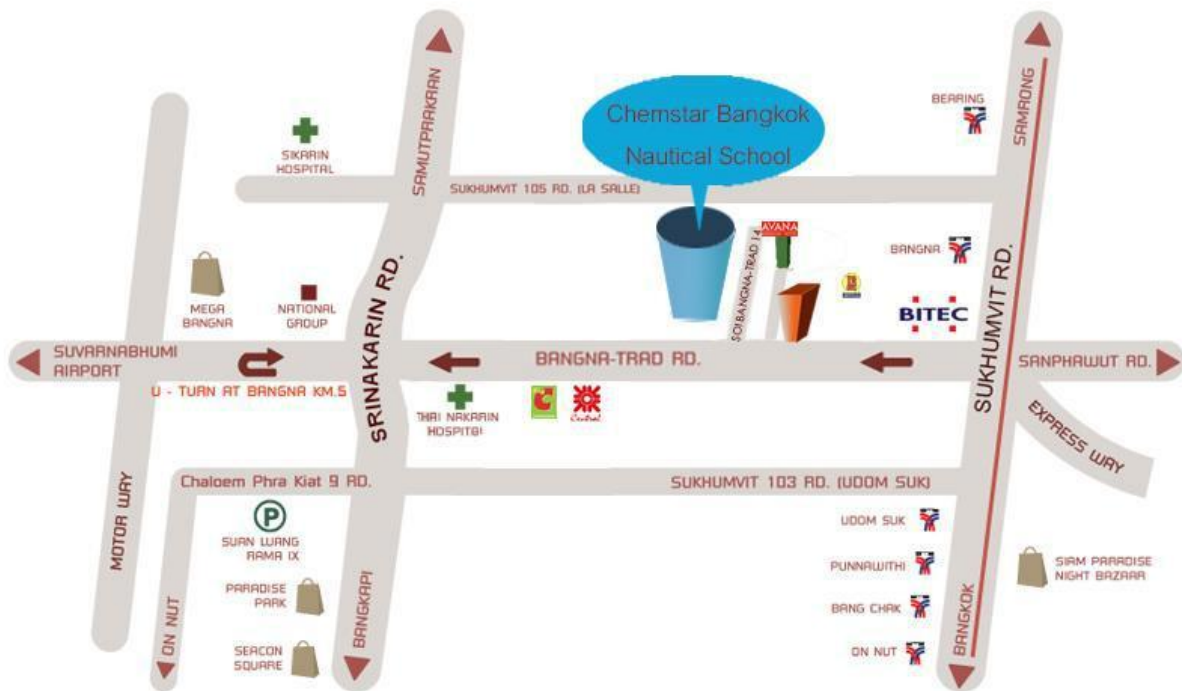 SAMUTPRAKRAN
SAMRONG
BEARING
Chernstar Bangkok
Nautical School
SIKARIN
HOSPITAL
SUKHUMVIT 105 RD. (LA SALLE)
AVANA
SOI.BANGNA-TRAD 14
BANGNA
BITEC
MEGA
BANGNA
NATIONAL
GROUP
SRINAKARIN RD.
SUKHUMVIT RD.
SUVARNABHUMI
AIRPORT
BANGNA-TRAD RD.
SANPHAWUT RD.
U - TURN AT BANGNA KM.5
THAI NAKARIN
HOSPITBI
EXPRESS WAY
Chaloem Phra Kiat 9 RD.
SUKHUMVIT 103 RD. (UDOM SUK)
MOTOR WAY
P
SUAN LUANG
RAMA IX
UDOM SUK
PUNNAWITHI
SIAM PARADISE
NIGHT BAZAAR
PARADISE
PARK
BANG CHAK
ON NUT
BANGKAPI
BANGKOK
SEACON
SQUARE
ON NUT